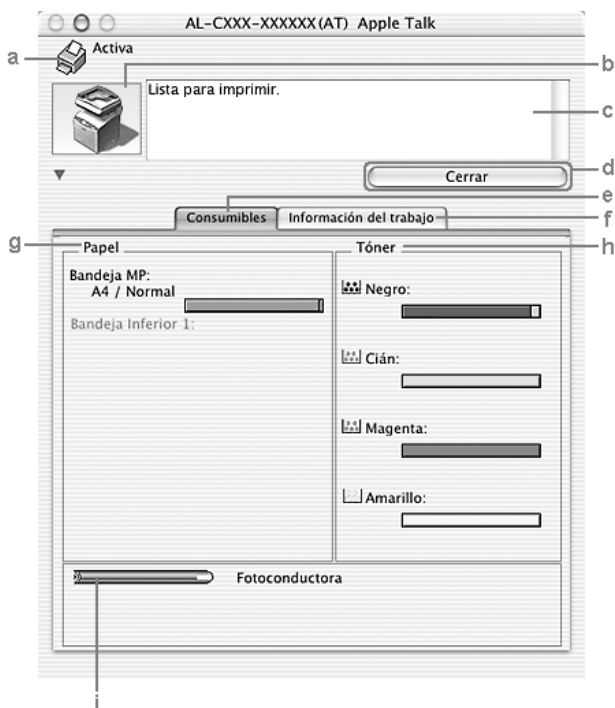 AL-CXXX-XXXXXX(AT) Apple Talk
a
Activa
b
Lista para imprimir.
c
d
Cerrar
e
Consumibles
Información del trabajo
f
g
Papel
Tóner
h
Bandeja MP:
A4 / Normal
Bandeja Inferior 1:
Negro:
Cián:
Magenta:
Amarillo:
Fotoconductora
i